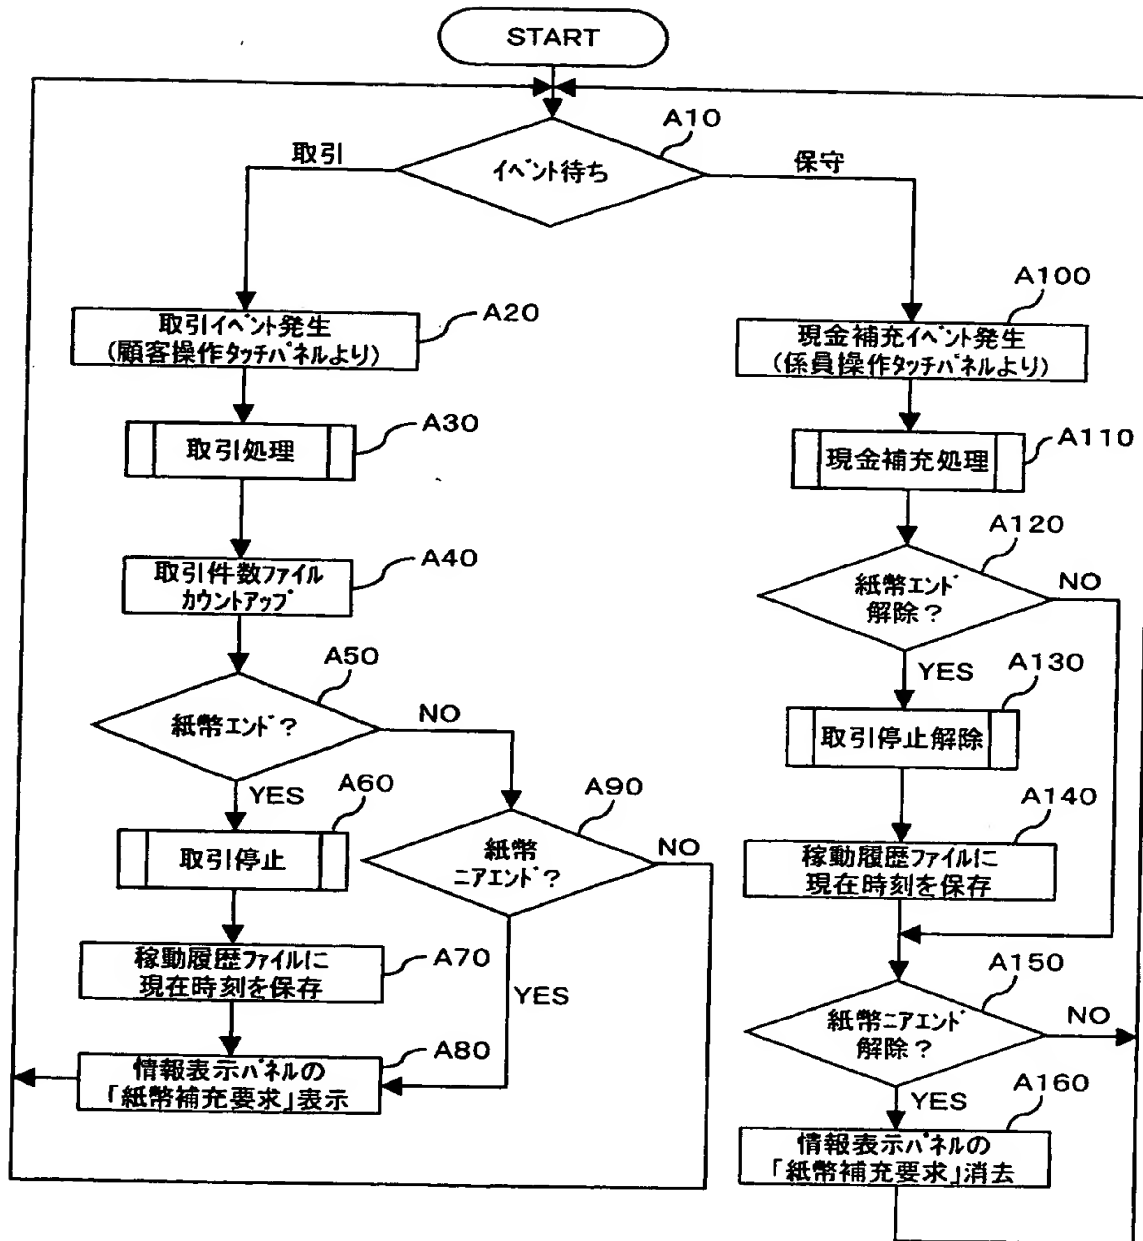 START
A10
イベント待ち
取引
保守
取引イベント発生
(顧客操作タッチパネルより)
A20
取引処理
A30
取引件数ファイル
カウントアップ
A40
紙幣エンド?
A50
NO
YES
取引停止
A60
紙幣
ニアエンド?
A90
NO
YES
稼動履歴ファイルに
現在時刻を保存
A70
情報表示パネルの
「紙幣補充要求」表示
A80
現金補充イベント発生
(係員操作タッチパネルより)
A100
現金補充処理
A110
紙幣エンド
解除?
A120
NO
YES
取引停止解除
A130
稼動履歴ファイルに
現在時刻を保存
A140
紙幣ニアエンド
解除?
A150
NO
YES
情報表示パネルの
「紙幣補充要求」消去
A160